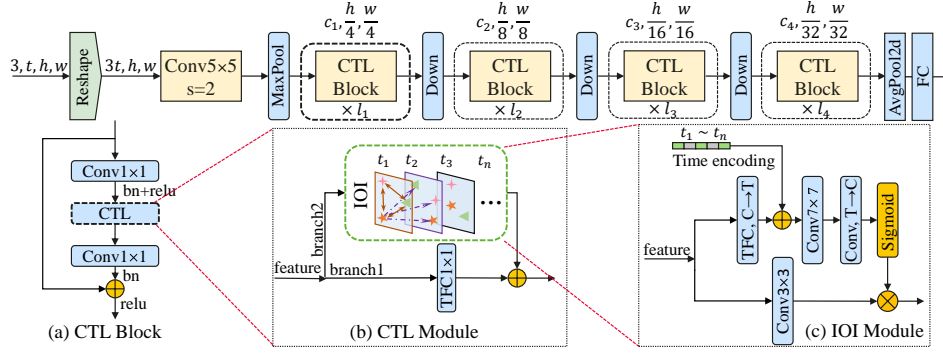 c₁, h/4, w/4
c₂, h/8, w/8
c₃, h/16, w/16
c₄, h/32, w/32
3, t, h, w
Reshape
3t, h, w
Conv5×5
s=2
MaxPool
CTL
Block
× l₁
Down
CTL
Block
× l₂
Down
CTL
Block
× l₃
Down
CTL
Block
× l₄
AvgPool2d
FC
Conv1×1
bn+relu
CTL
Conv1×1
bn
relu
(a) CTL Block
t₁ t₂ t₃ tₙ
IOI
...
branch2
feature
branch1
TFC1×1
(b) CTL Module
t₁ ~ tₙ
Time encoding
feature
TFC, C→T
Conv7×7
Conv, T→C
Sigmoid
Conv3×3
(c) IOI Module